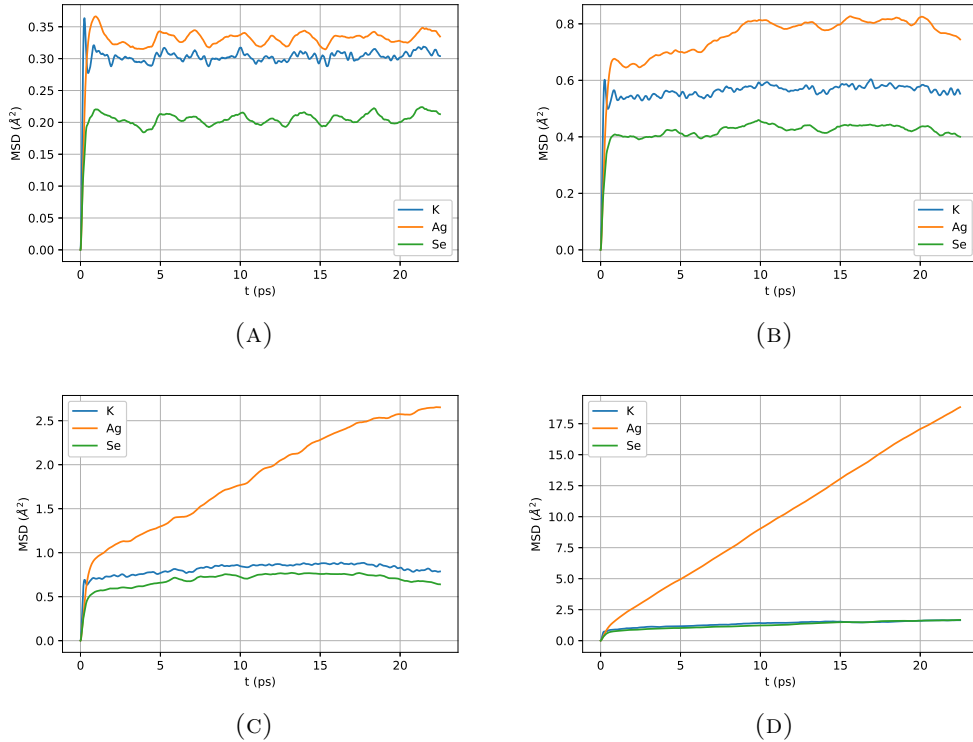 0.35
0.30
0.25
0.20
0.15
0.10
0.05
0.00
MSD (Å²)
0 5 10 15 20
t (ps)
K
Ag
Se
(A)
0.8
0.6
0.4
0.2
0.0
MSD (Å²)
0 5 10 15 20
t (ps)
K
Ag
Se
(B)
2.5
2.0
1.5
1.0
0.5
0.0
MSD (Å²)
0 5 10 15 20
t (ps)
K
Ag
Se
(C)
17.5
15.0
12.5
10.0
7.5
5.0
2.5
0.0
MSD (Å²)
0 5 10 15 20
t (ps)
K
Ag
Se
(D)